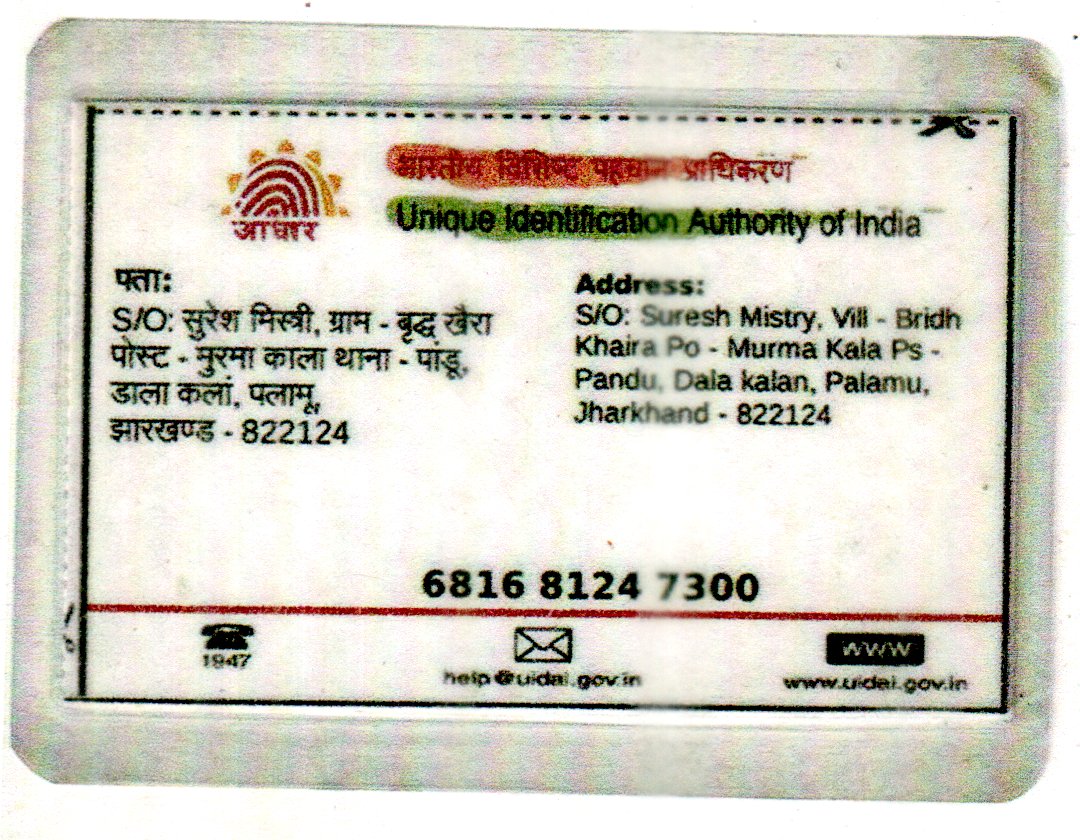 भारतीय विशिष्ट पहचान प्राधिकरण
Unique Identification Authority of India
आधार
पता:
S/O: सुरेश मिस्त्री, ग्राम - बृद्ध खैरा
पोस्ट - मुरमा काला थाना - पांडू,
डाला कलां, पलामू,
झारखण्ड - 822124
Address:
S/O: Suresh Mistry, Vill - Bridh
Khaira Po - Murma Kala Ps -
Pandu, Dala kalan, Palamu,
Jharkhand - 822124
6816 8124 7300
1947
help@uidai.gov.in
www
www.uidai.gov.in